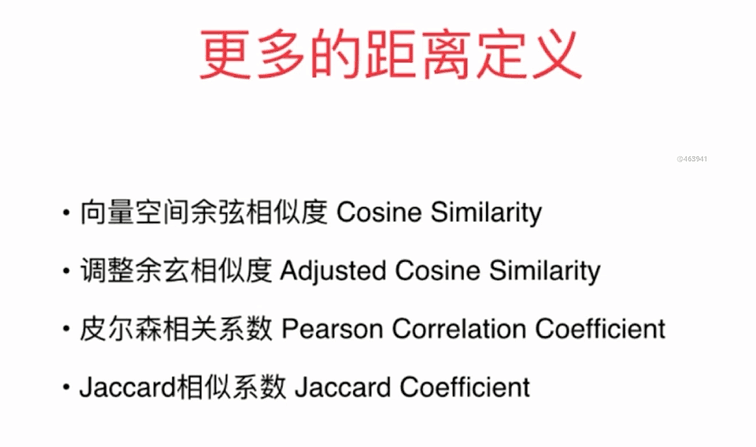 更多的距离定义
@463941
• 向量空间余弦相似度 Cosine Similarity
• 调整余玄相似度 Adjusted Cosine Similarity
• 皮尔森相关系数 Pearson Correlation Coefficient
• Jaccard相似系数 Jaccard Coefficient